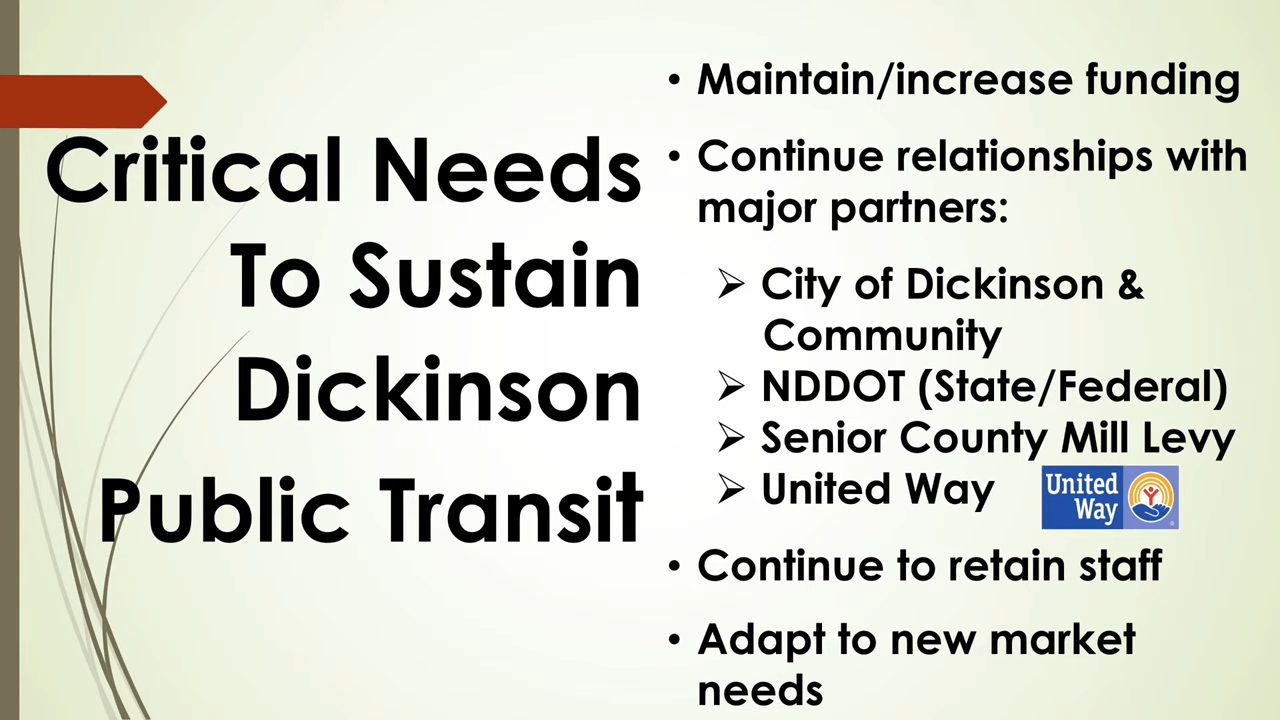 Critical Needs
To Sustain
Dickinson
Public Transit
• Maintain/increase funding
• Continue relationships with
major partners:
➢ City of Dickinson &
Community
➢ NDDOT (State/Federal)
➢ Senior County Mill Levy
➢ United Way
United
Way
• Continue to retain staff
• Adapt to new market
needs